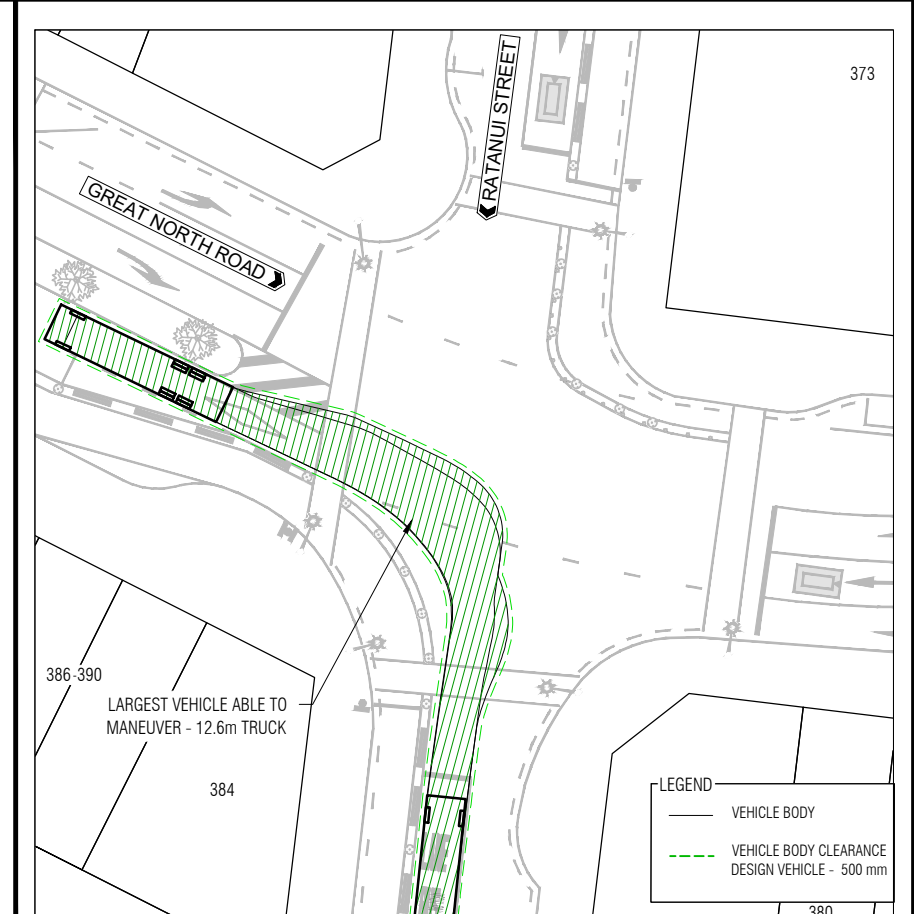 373
RATANUI STREET
GREAT NORTH ROAD
386-390
LARGEST VEHICLE ABLE TO
MANEUVER - 12.6m TRUCK
384
LEGEND
VEHICLE BODY
VEHICLE BODY CLEARANCE
DESIGN VEHICLE - 500 mm
380